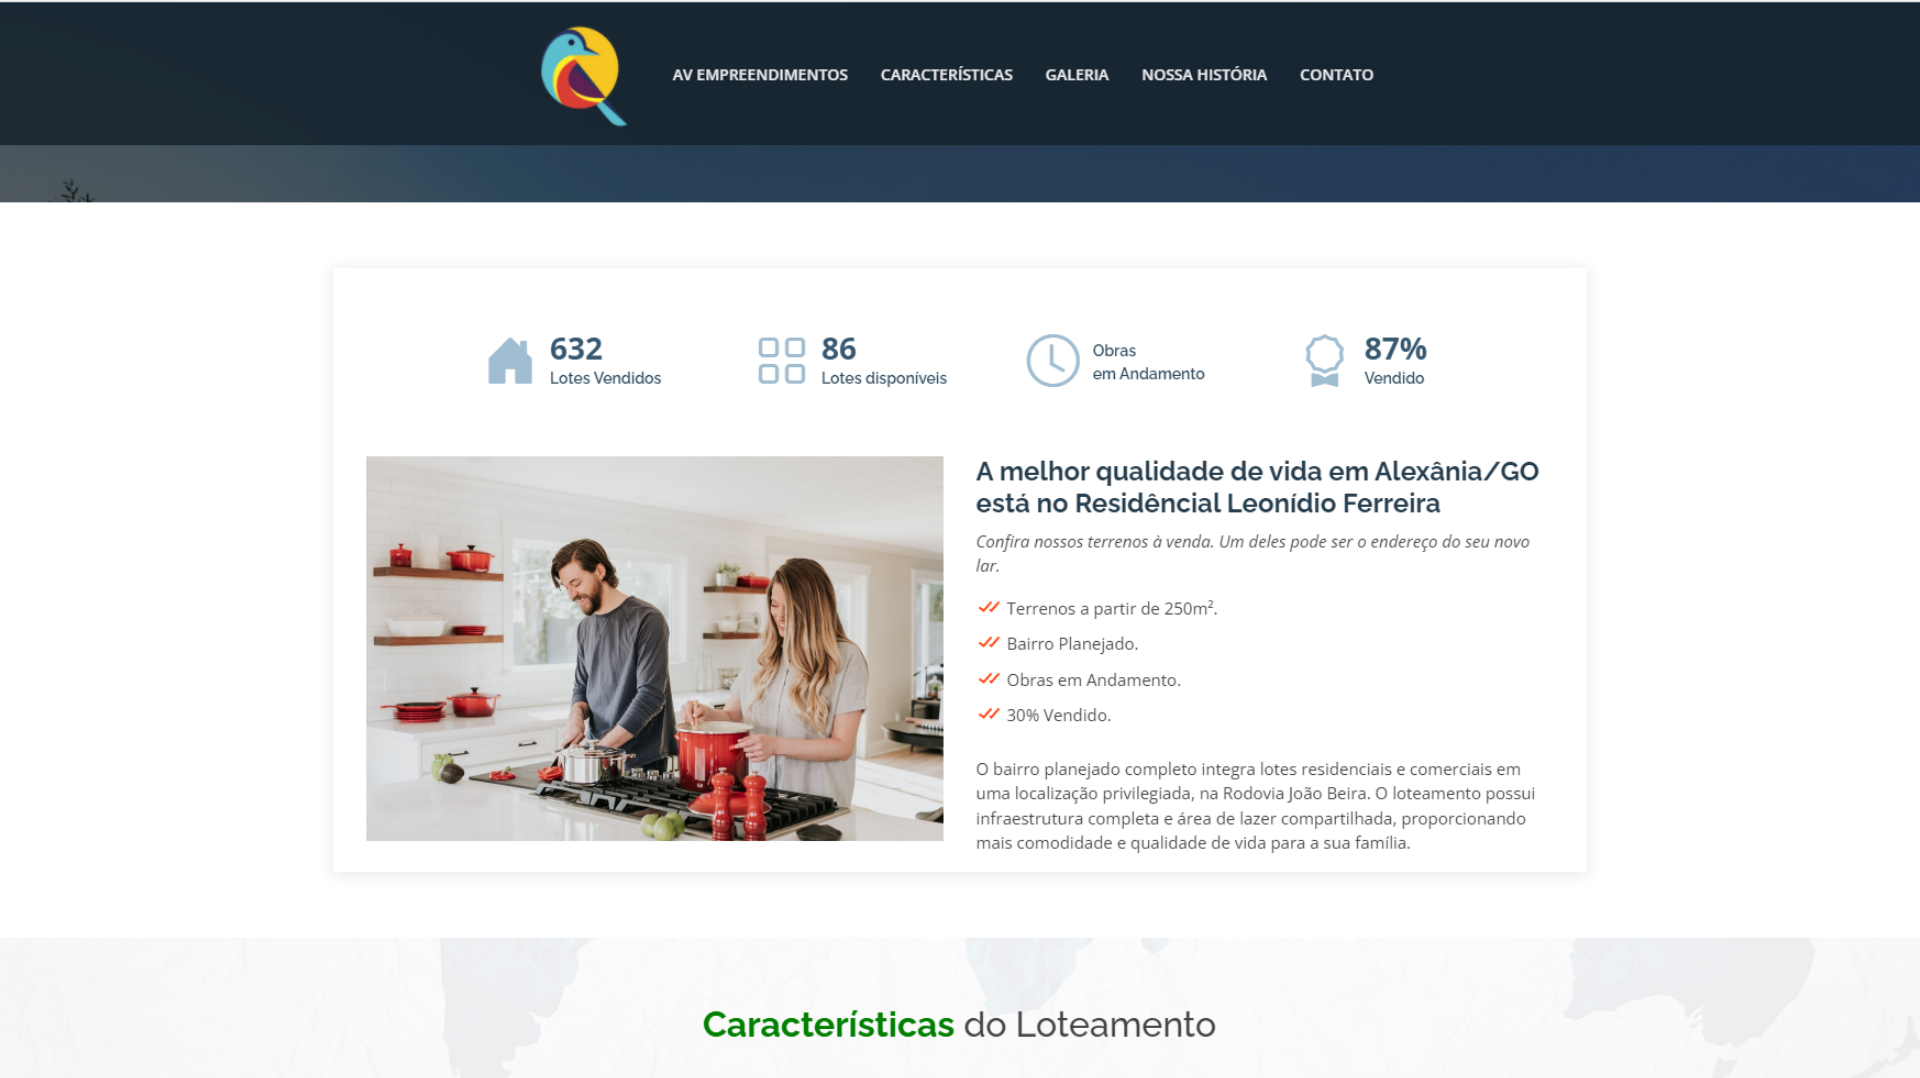 AV EMPREENDIMENTOS CARACTERÍSTICAS GALERIA NOSSA HISTÓRIA CONTATO
632
Lotes Vendidos
86
Lotes disponíveis
Obras
em Andamento
87%
Vendido
A melhor qualidade de vida em Alexânia/GO
está no Residêncial Leonídio Ferreira
Confira nossos terrenos à venda. Um deles pode ser o endereço do seu novo
lar.
Terrenos a partir de 250m².
Bairro Planejado.
Obras em Andamento.
30% Vendido.
O bairro planejado completo integra lotes residenciais e comerciais em
uma localização privilegiada, na Rodovia João Beira. O loteamento possui
infraestrutura completa e área de lazer compartilhada, proporcionando
mais comodidade e qualidade de vida para a sua família.
Características do Loteamento